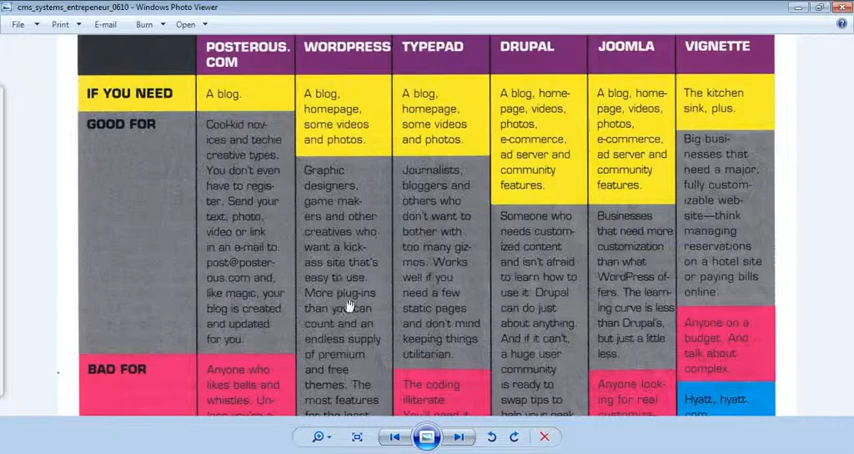 cms_systems_entrepeneur_0610 - Windows Photo Viewer
File Print E-mail Burn Open
POSTEROUS.
COM
WORDPRESS
TYPEPAD
DRUPAL
JOOMLA
VIGNETTE
IF YOU NEED
A blog.
A blog,
homepage,
some videos
and photos.
A blog,
homepage,
some videos
and photos.
A blog, home-
page, videos,
photos,
e-commerce,
ad server and
community
features.
A blog, home-
page, videos,
photos,
e-commerce,
ad server and
community
features.
The kitchen
sink, plus.
GOOD FOR
Cool-kid nov-
ices and techie
creative types.
You don't even
have to regis-
ter. Send your
text, photo,
video or link
in an e-mail to
post@poster-
ous.com and,
like magic, your
blog is created
and updated
for you.
Graphic
designers,
game mak-
ers and other
creatives who
want a kick-
ass site that's
easy to use.
More plug-ins
than you can
count and an
endless supply
of premium
and free
themes. The
most features
for the least
Journalists,
bloggers and
others who
don't want to
bother with
too many giz-
mos. Works
well if you
need a few
static pages
and don't mind
keeping things
utilitarian.
Someone who
needs custom-
ized content
and isn't afraid
to learn how to
use it. Drupal
can do just
about anything.
And if it can't,
a huge user
community
is ready to
swap tips to
help your geek
Businesses
that need more
customization
than what
WordPress of-
fers. The learn-
ing curve is less
than Drupal's,
but just a little
less.
Big busi-
nesses that
need a major,
fully custom-
izable web-
site—think
managing
reservations
on a hotel site
or paying bills
online.
BAD FOR
Anyone who
likes bells and
whistles. Un-
The coding
illiterate
You'll need it
Anyone look-
ing for real
customiza-
Anyone on a
budget. And
talk about
complex.
Hyatt, hyatt.
com